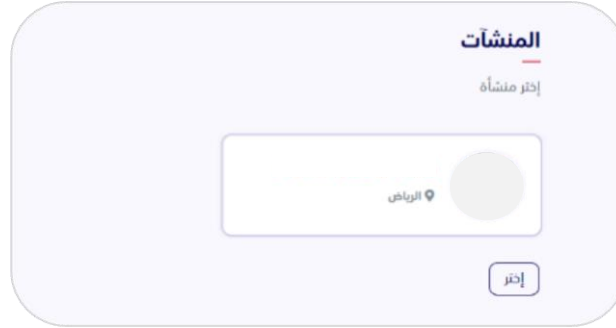 المنشآت
إختر منشأة
الرياض
إختر